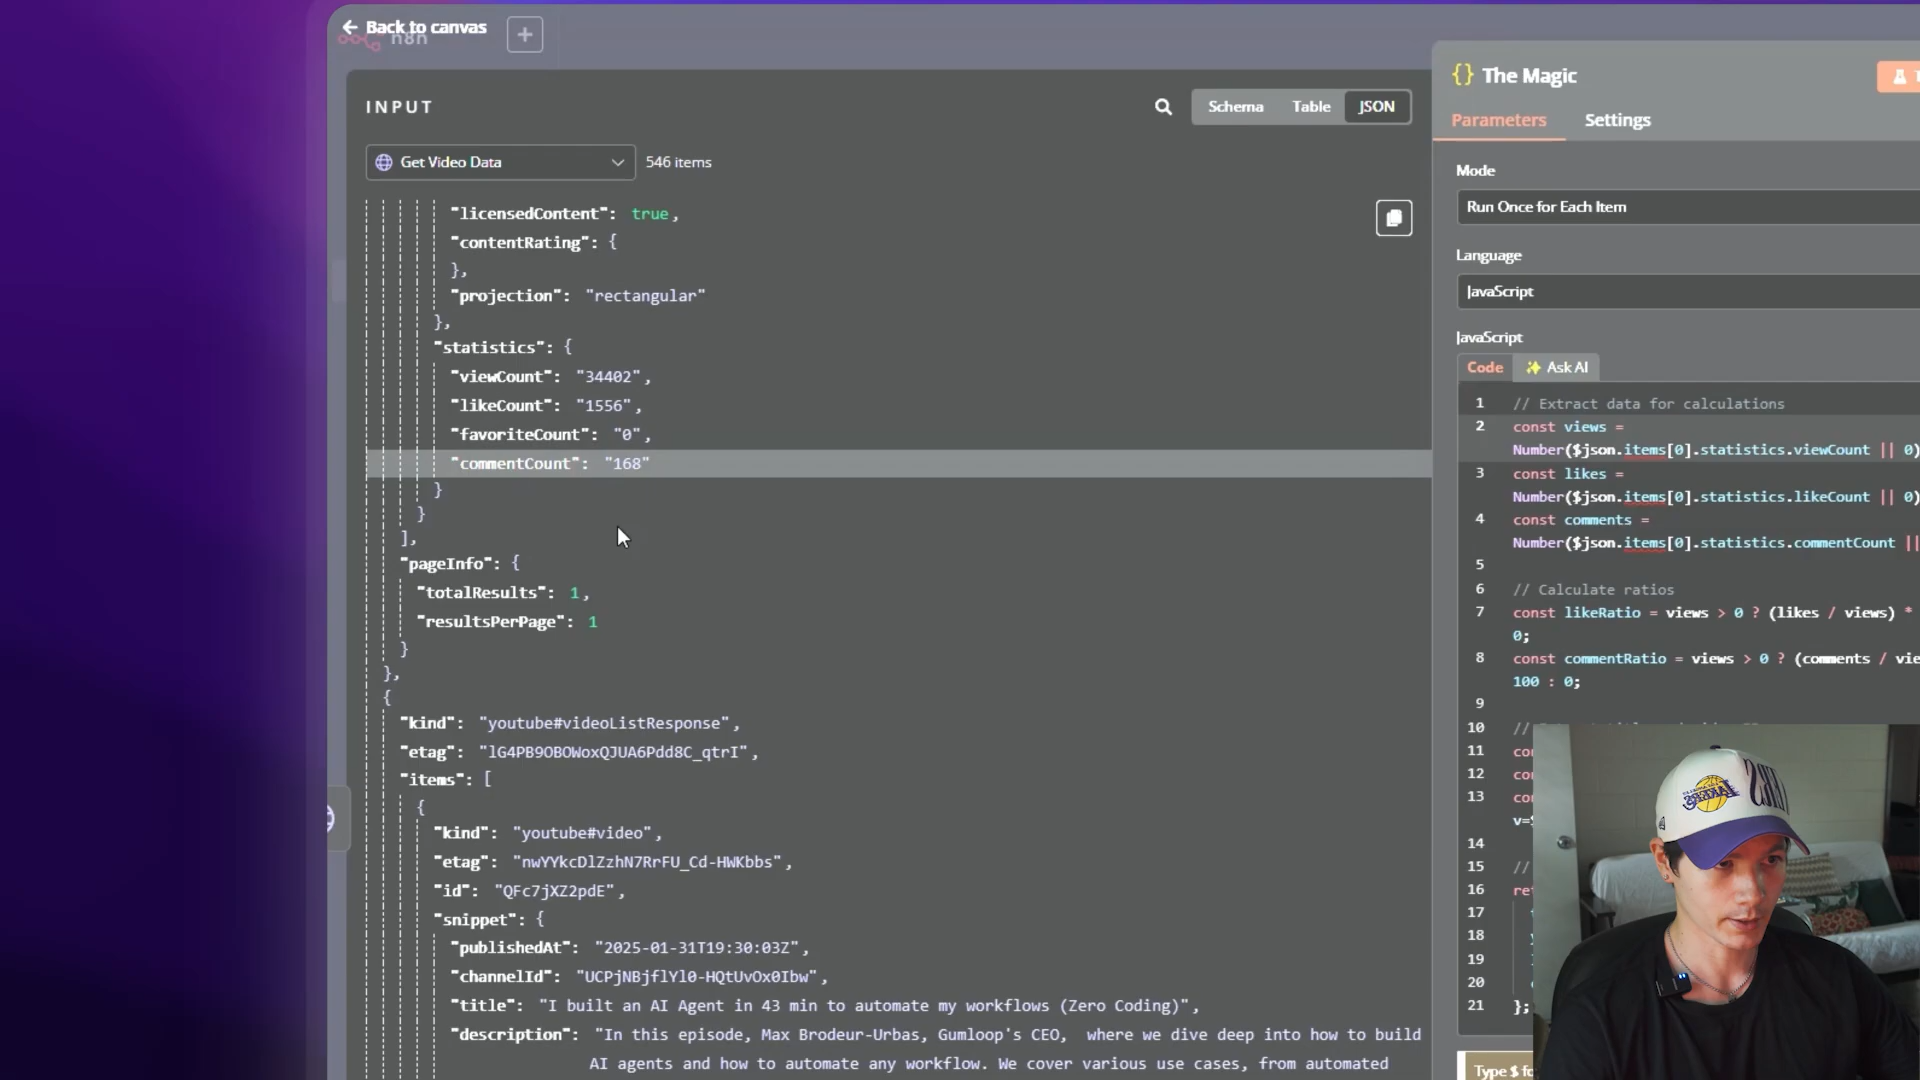 Back to canvas
n8n
INPUT
Schema Table JSON
Get Video Data
546 items
"licensedContent": true,
"contentRating": {
},
"projection": "rectangular"
},
"statistics": {
"viewCount": "34402",
"likeCount": "1556",
"favoriteCount": "0",
"commentCount": "168"
}
}
],
"pageInfo": {
"totalResults": 1,
"resultsPerPage": 1
}
},
{
"kind": "youtube#videoListResponse",
"etag": "lG4PB9OBOWoxQJUA6Pdd8C_qtrI",
"items": [
{
"kind": "youtube#video",
"etag": "nwYYkcDlZzhN7RrFU_Cd-HWKbbs",
"id": "QFc7jXZ2pdE",
"snippet": {
"publishedAt": "2025-01-31T19:30:03Z",
"channelId": "UCPjNBjflYl0-HQtUvOx0Ibw",
"title": "I built an AI Agent in 43 min to automate my workflows (Zero Coding)",
"description": "In this episode, Max Brodeur-Urbas, Gumloop's CEO, where we dive deep into how to build
AI agents and how to automate any workflow. We cover various use cases, from automated
{} The Magic
Parameters Settings
Mode
Run Once for Each Item
Language
JavaScript
JavaScript
Code Ask AI
1 // Extract data for calculations
2 const views =
Number($json.items[0].statistics.viewCount || 0)
3 const likes =
Number($json.items[0].statistics.likeCount || 0)
4 const comments =
Number($json.items[0].statistics.commentCount ||
5
6 // Calculate ratios
7 const likeRatio = views > 0 ? (likes / views) *
0;
8 const commentRatio = views > 0 ? (comments / vie
100 : 0;
9
10 //
11 co
12 co
13 co
v=
14
15 //
16 ret
17
18
19
20
21 };
Type $ fo
LAKERS